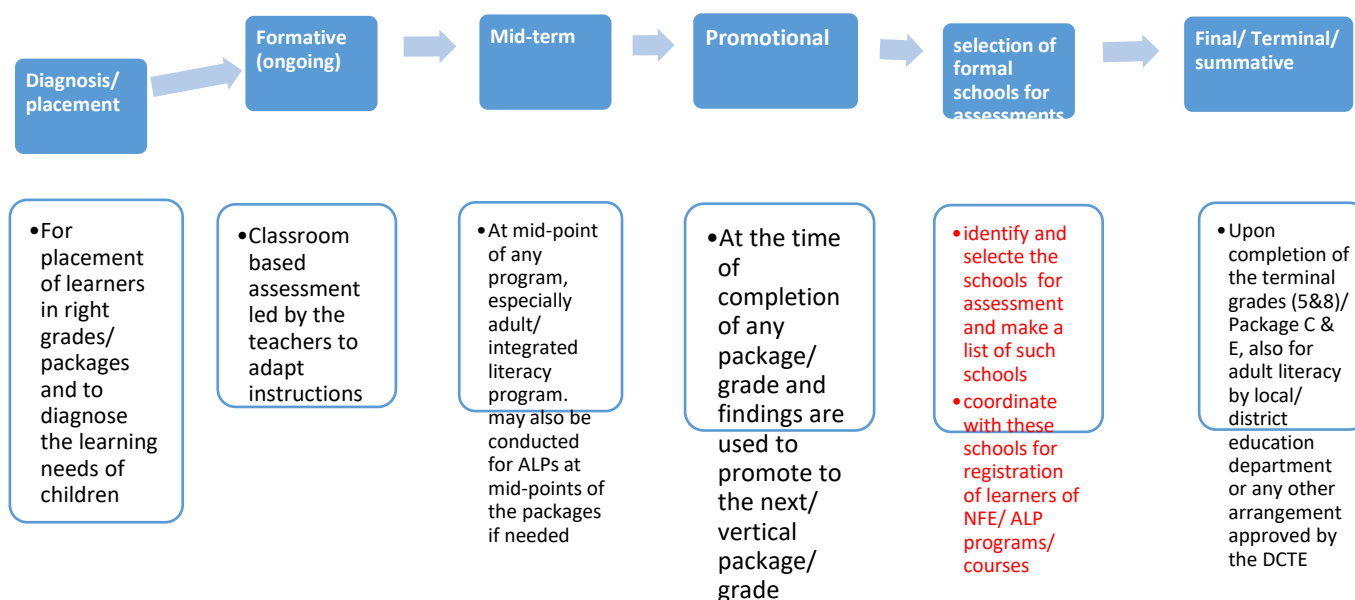 Diagnosis/
placement
Formative
(ongoing)
Mid-term
Promotional
selection of
formal
schools for
assessments
Final/ Terminal/
summative
•For
placement
of learners
in right
grades/
packages
and to
diagnose
the learning
needs of
children
•Classroom
based
assessment
led by the
teachers to
adapt
instructions
•At mid-point
of any
program,
especially
adult/
integrated
literacy
program.
may also be
conducted
for ALPs at
mid-points of
the packages
if needed
•At the time
of
completion
of any
package/
grade and
findings are
used to
promote to
the next/
vertical
package/
grade
•identify and
selecte the
schools for
assessment
and make a
list of such
schools
•coordinate
with these
schools for
registration
of learners of
NFE/ ALP
programs/
courses
•Upon
completion of
the terminal
grades (5&8)/
Package C &
E, also for
adult literacy
by local/
district
education
department
or any other
arrangement
approved by
the DCTE